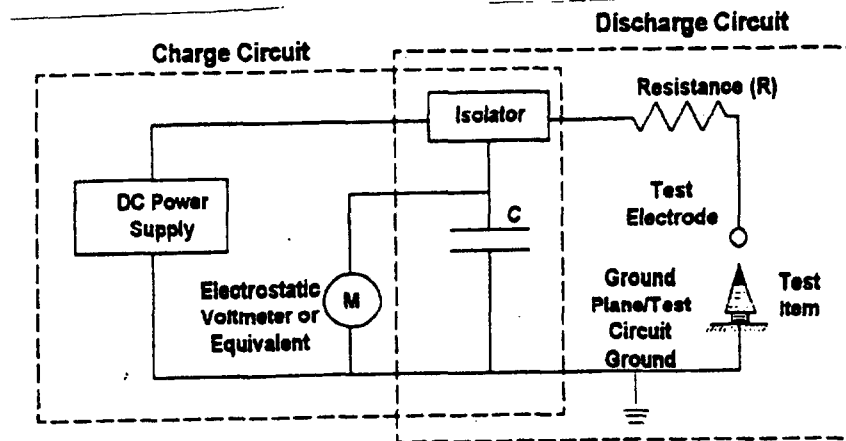 Discharge Circuit
Charge Circuit
Resistance (R)
Isolator
DC Power
Supply
Test
Electrode
C
Electrostatic
Voltmeter or
Equivalent
M
Ground
Plane/Test
Circuit
Ground
Test
Item